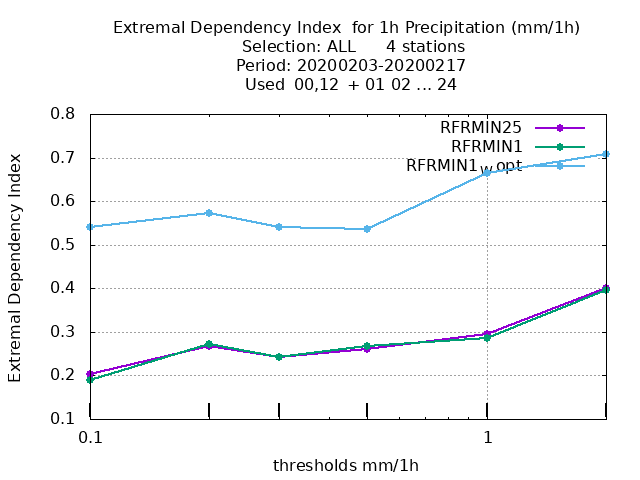 Extremal Dependency Index  for 1h Precipitation (mm/1h)
Selection: ALL      4 stations
Period: 20200203-20200217
Used  00,12  + 01 02 ... 24
RFRMIN25
RFRMIN1
RFRMIN1wopt
0.8
0.7
0.6
0.5
0.4
0.3
0.2
0.1
Extremal Dependency Index
0.1
1
thresholds mm/1h